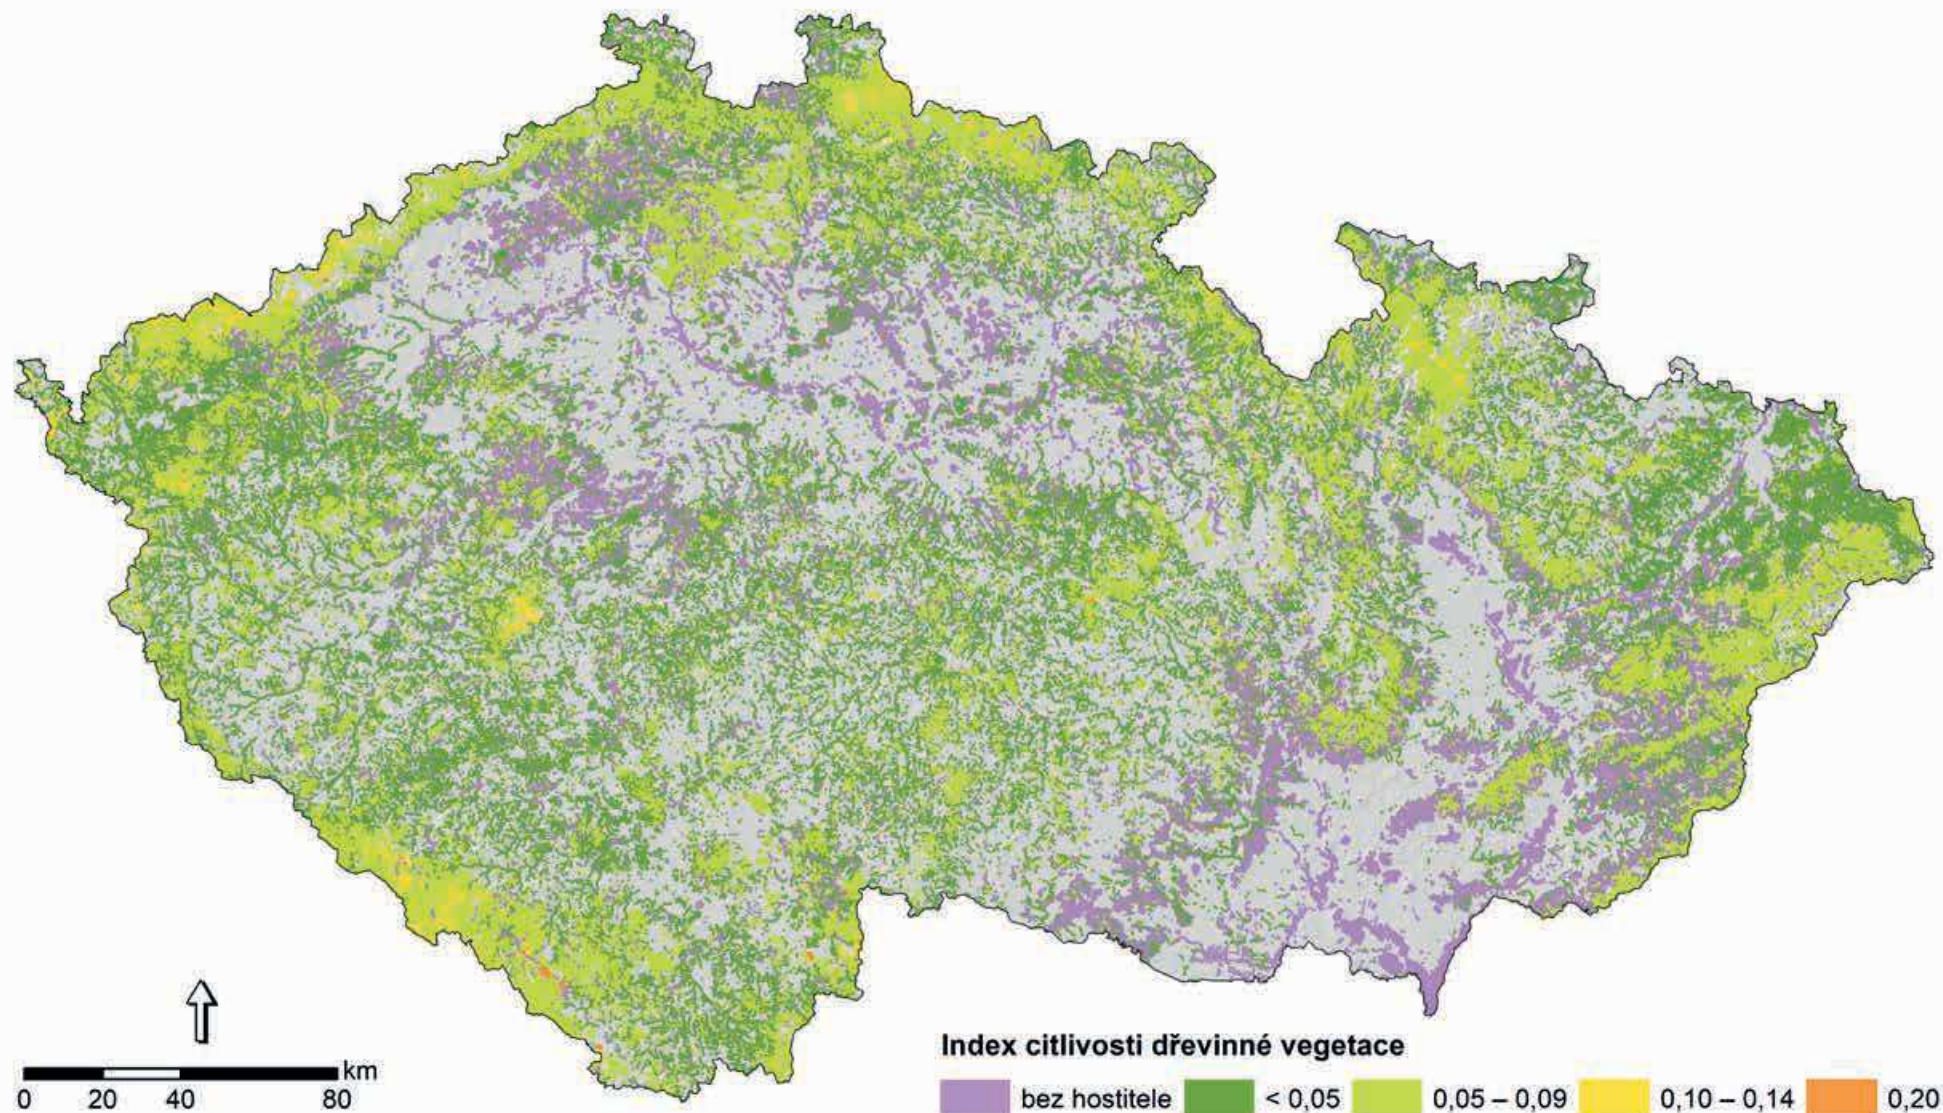 Index citlivosti dřevinné vegetace
km
0 20 40 80
bez hostitele < 0,05 0,05 – 0,09 0,10 – 0,14 0,20